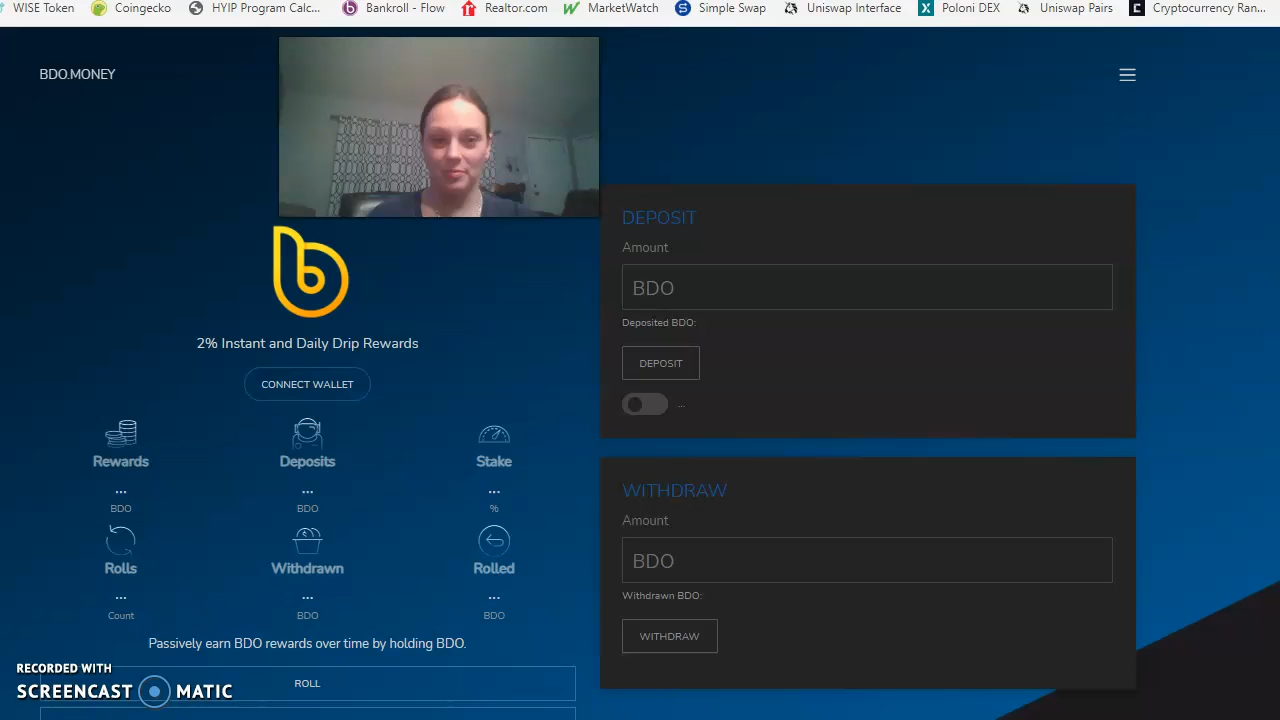 WISE Token
Coingecko
HYIP Program Calc...
Bankroll - Flow
Realtor.com
MarketWatch
Simple Swap
Uniswap Interface
Poloni DEX
Uniswap Pairs
Cryptocurrency Ran...
BDO.MONEY
2% Instant and Daily Drip Rewards
CONNECT WALLET
Rewards
Deposits
Stake
... ... ...
BDO BDO %
Rolls
Withdrawn
Rolled
... ... ...
Count BDO BDO
Passively earn BDO rewards over time by holding BDO.
ROLL
DEPOSIT
Amount
BDO
Deposited BDO:
DEPOSIT
...
WITHDRAW
Amount
BDO
Withdrawn BDO:
WITHDRAW
RECORDED WITH
SCREENCAST MATIC